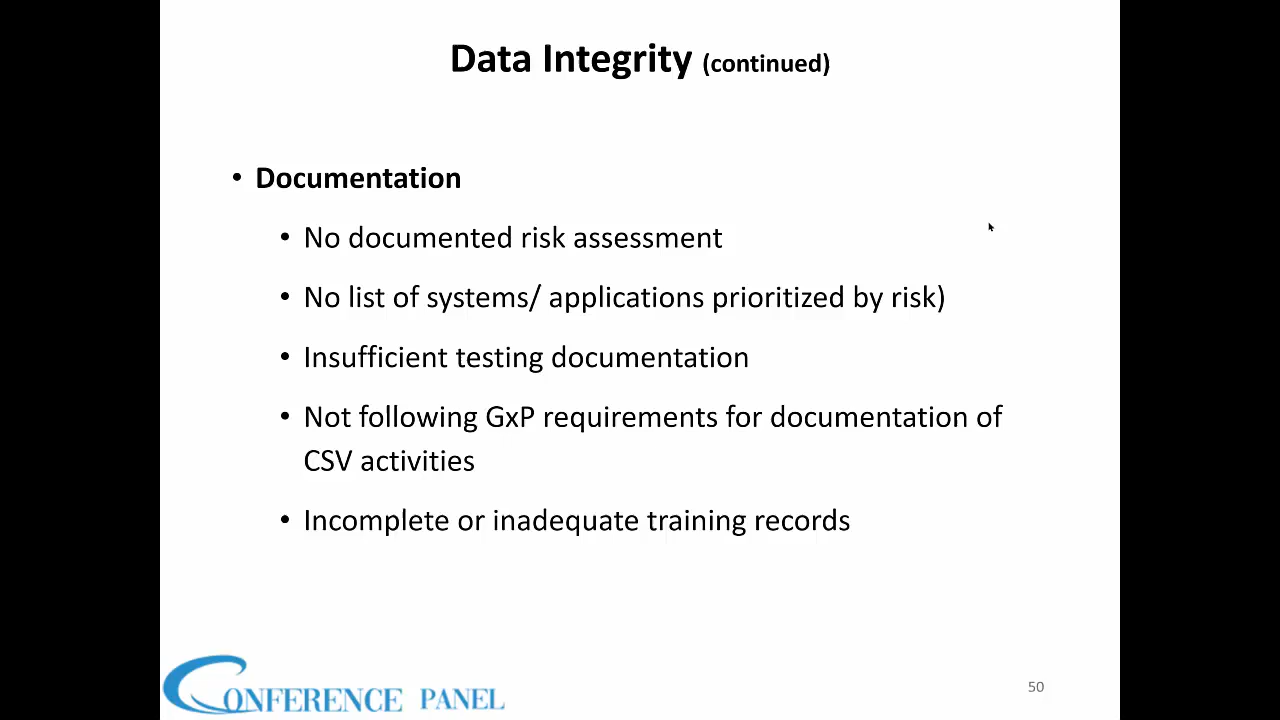 Data Integrity (continued)
• Documentation
• No documented risk assessment
• No list of systems/ applications prioritized by risk)
• Insufficient testing documentation
• Not following GxP requirements for documentation of
CSV activities
• Incomplete or inadequate training records
CONFERENCE PANEL
50